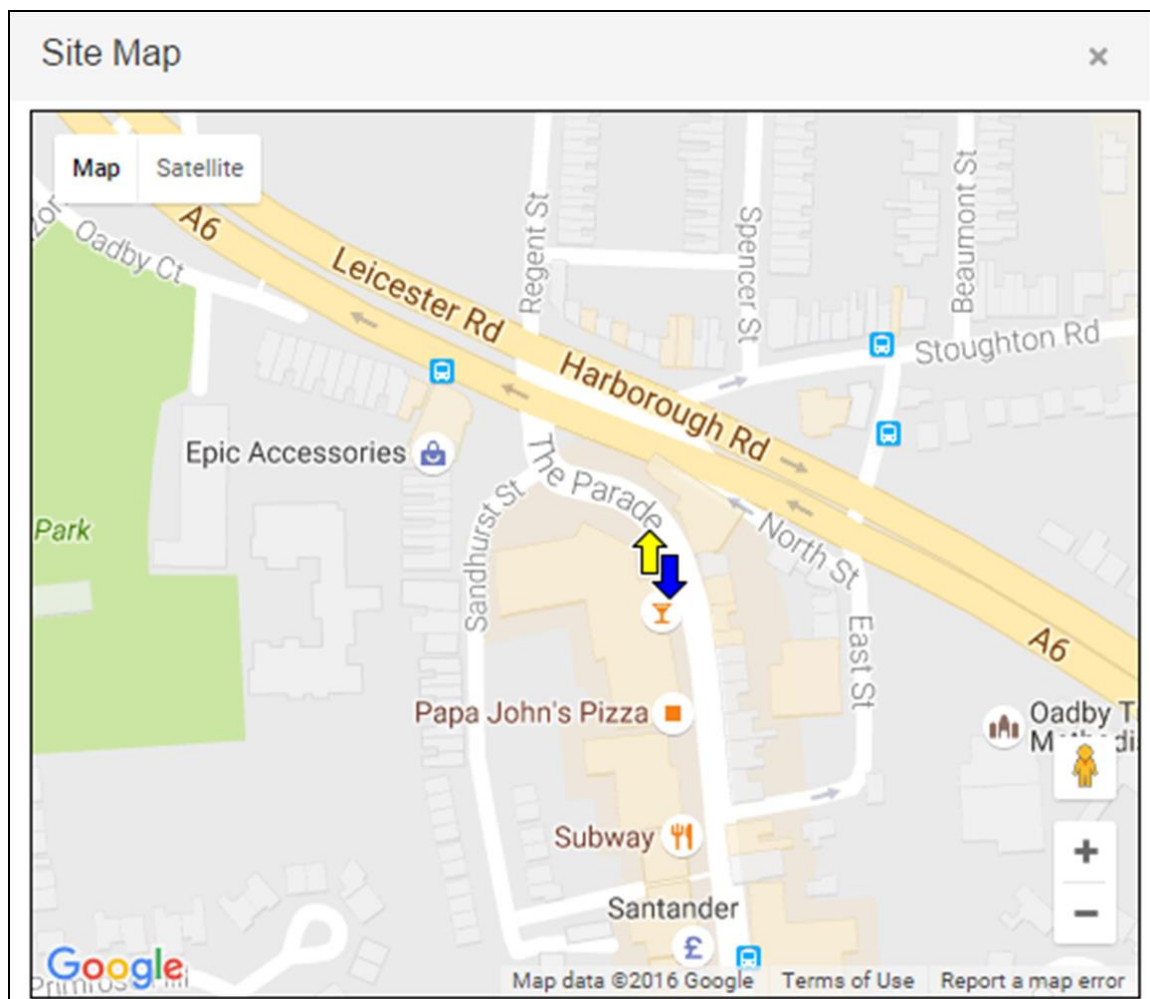 Site Map
×
Map
Satellite
A6
Oadby Ct
Leicester Rd
Regent St
Spencer St
Beaumont St
Stoughton Rd
Harborough Rd
Epic Accessories
The Parade
Sandhurst St
Park
North St
East St
A6
Papa John's Pizza
Oadby T
Methodi
Subway
+
−
Santander
£
Google
Map data ©2016 Google
Terms of Use
Report a map error